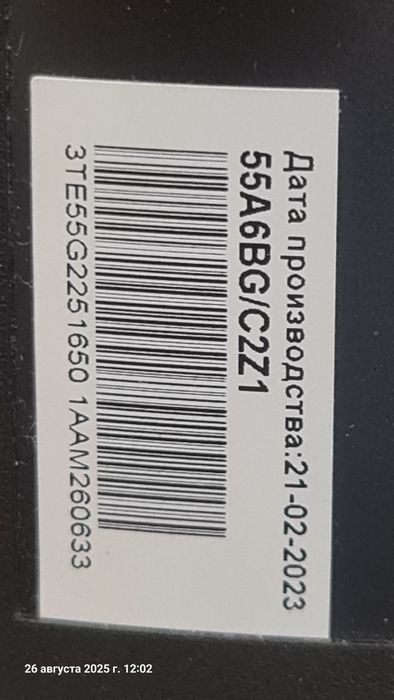 Дата производства:21-02-2023
55A6BG/C2Z1
3TE55G2251650 1AAM260633
26 августа 2025 г. 12:02